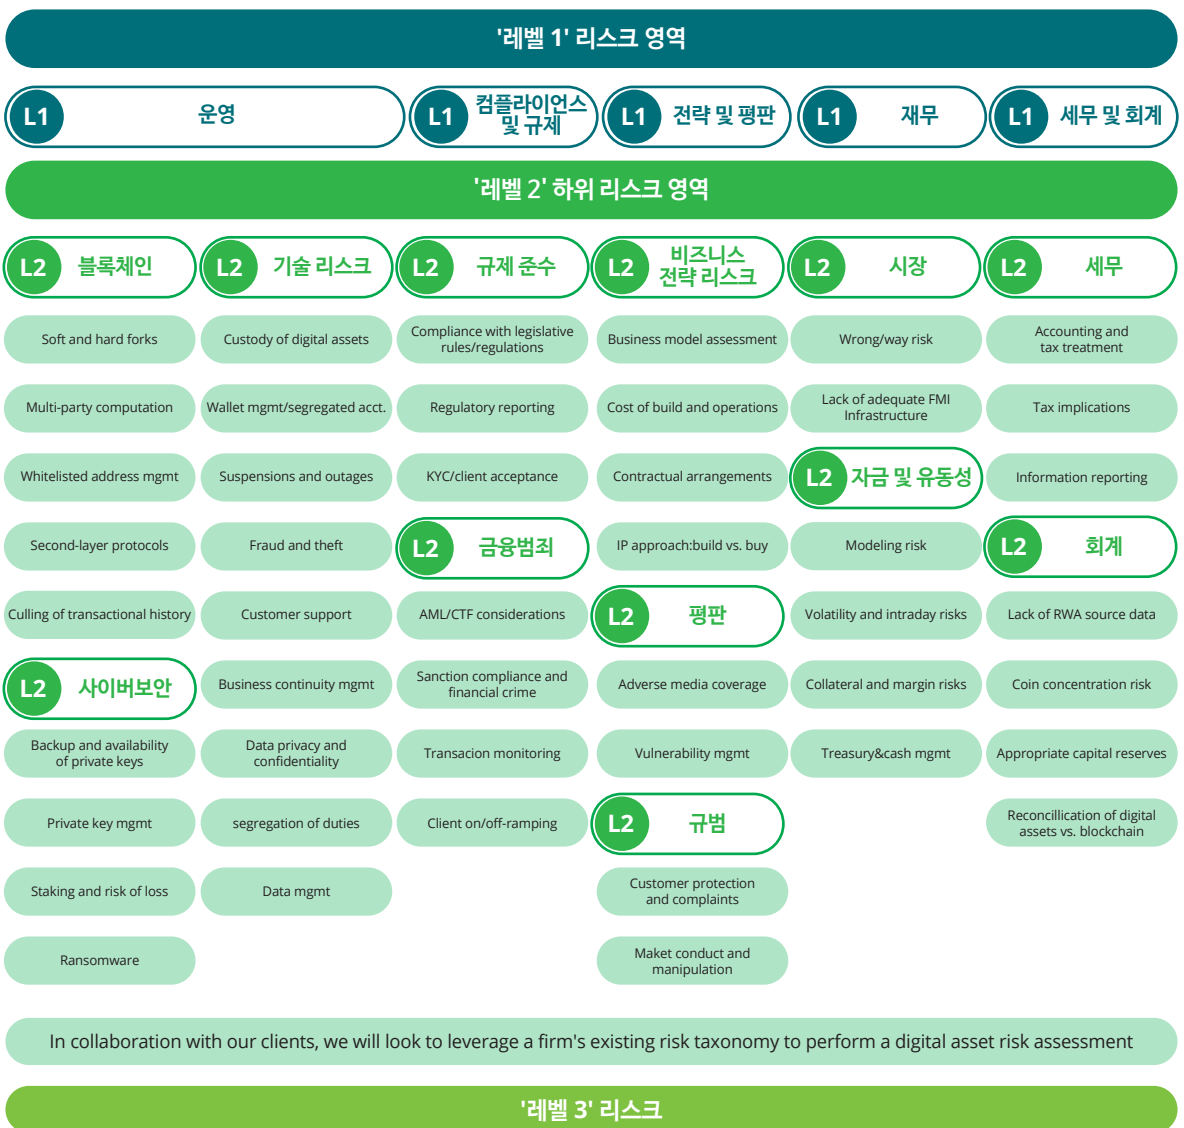 '레벨 1' 리스크 영역
L1 운영
L1 컴플라이언스
및 규제
L1 전략 및 평판
L1 재무
L1 세무 및 회계
'레벨 2' 하위 리스크 영역
L2 블록체인
Soft and hard forks
Multi-party computation
Whitelisted address mgmt
Second-layer protocols
Culling of transactional history
L2 사이버보안
Backup and availability
of private keys
Private key mgmt
Staking and risk of loss
Ransomware
L2 기술 리스크
Custody of digital assets
Wallet mgmt/segregated acct.
Suspensions and outages
Fraud and theft
Customer support
Business continuity mgmt
Data privacy and
confidentiality
segregation of duties
Data mgmt
L2 규제 준수
Compliance with legislative
rules/regulations
Regulatory reporting
KYC/client acceptance
L2 금융범죄
AML/CTF considerations
Sanction compliance and
financial crime
Transacion monitoring
Client on/off-ramping
L2 비즈니스
전략 리스크
Business model assessment
Cost of build and operations
Contractual arrangements
IP approach:build vs. buy
L2 평판
Adverse media coverage
Vulnerability mgmt
L2 규범
Customer protection
and complaints
Maket conduct and
manipulation
L2 시장
Wrong/way risk
Lack of adequate FMI
Infrastructure
L2 자금 및 유동성
Modeling risk
Volatility and intraday risks
Collateral and margin risks
Treasury&cash mgmt
L2 세무
Accounting and
tax treatment
Tax implications
Information reporting
L2 회계
Lack of RWA source data
Coin concentration risk
Appropriate capital reserves
Reconcillication of digital
assets vs. blockchain
In collaboration with our clients, we will look to leverage a firm's existing risk taxonomy to perform a digital asset risk assessment
'레벨 3' 리스크